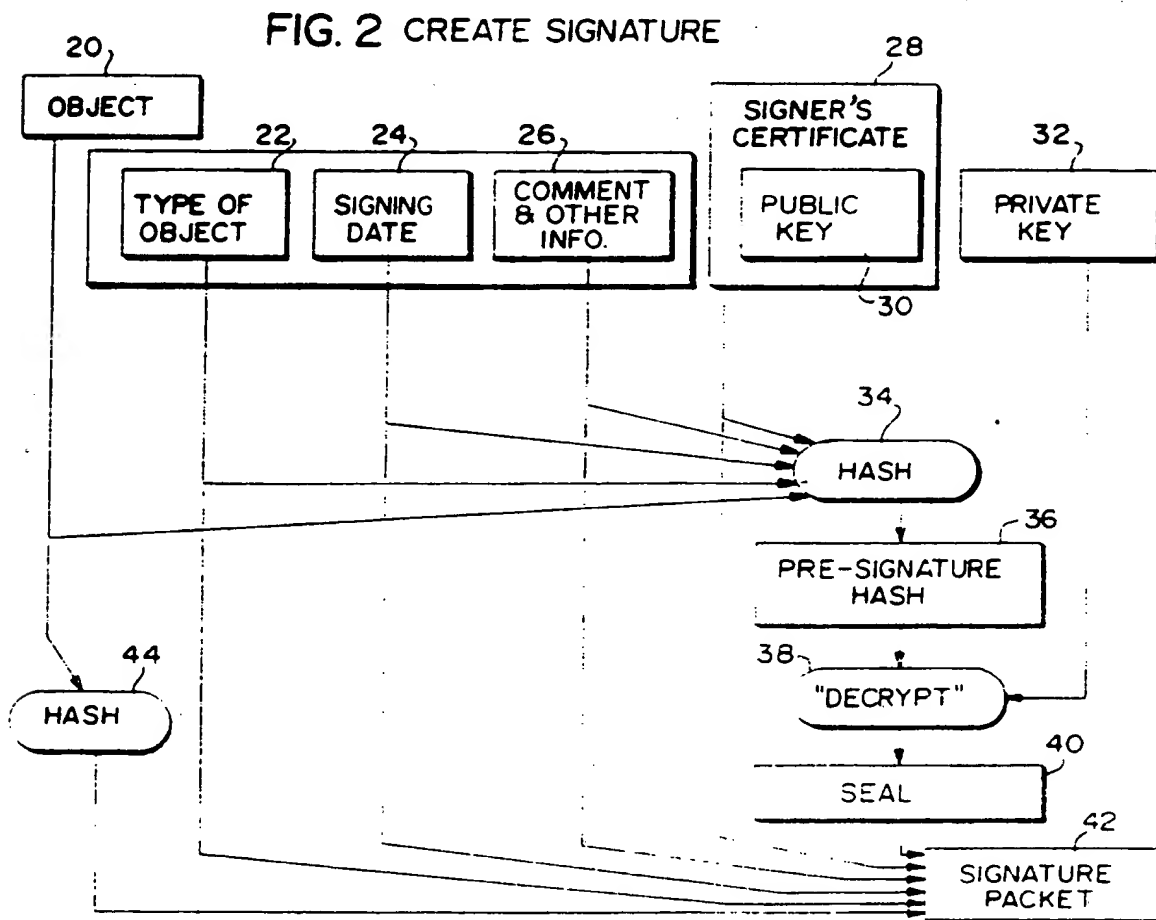 FIG. 2 CREATE SIGNATURE
20
OBJECT
28
SIGNER'S
CERTIFICATE
22
24
26
32
TYPE OF
OBJECT
SIGNING
DATE
COMMENT
& OTHER
INFO.
PUBLIC
KEY
PRIVATE
KEY
30
34
HASH
36
PRE-SIGNATURE
HASH
44
HASH
38
"DECRYPT"
40
SEAL
42
SIGNATURE
PACKET